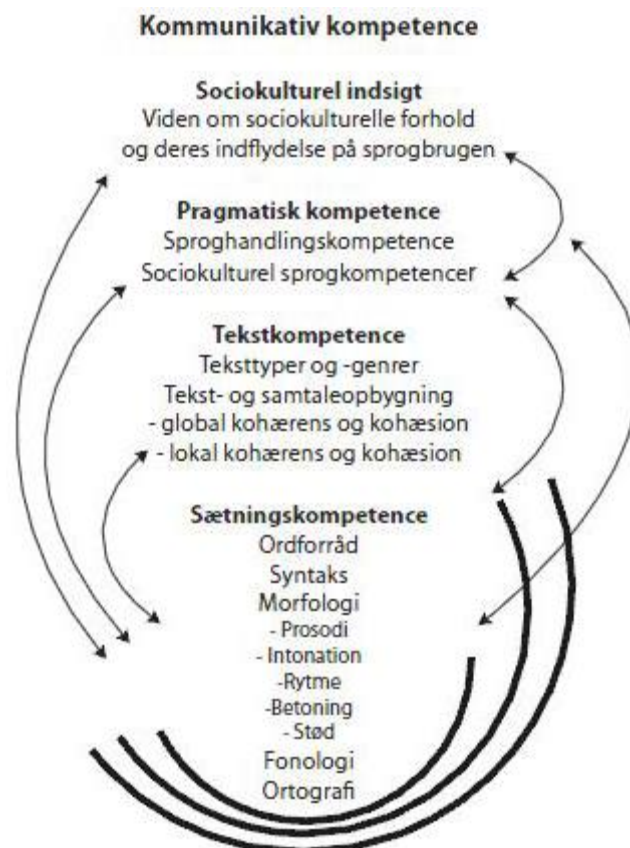 Kommunikativ kompetence
Sociokulturel indsigt
Viden om sociokulturelle forhold
og deres indflydelse på sprogbrugen
Pragmatisk kompetence
Sproghandlingskompetence
Sociokulturel sprogkompetencer
Tekstkompetence
Teksttyper og -genrer
Tekst- og samtaleopbygning
- global kohærens og kohæsion
- lokal kohærens og kohæsion
Sætningskompetence
Ordforråd
Syntaks
Morfologi
- Prosodi
- Intonation
-Rytme
-Betoning
- Stød
Fonologi
Ortografi